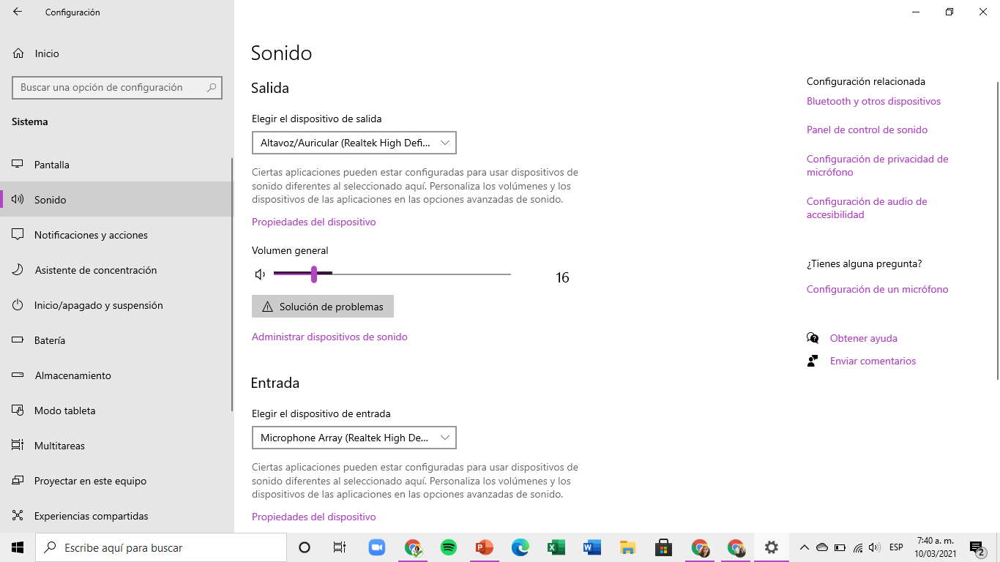 Configuración
Inicio
Buscar una opción de configuración
Sistema
Pantalla
Sonido
Notificaciones y acciones
Asistente de concentración
Inicio/apagado y suspensión
Batería
Almacenamiento
Modo tableta
Multitareas
Proyectar en este equipo
Experiencias compartidas
Sonido
Salida
Elegir el dispositivo de salida
Altavoz/Auricular (Realtek High Defi...
Ciertas aplicaciones pueden estar configuradas para usar dispositivos de
sonido diferentes al seleccionado aquí. Personaliza los volúmenes y los
dispositivos de las aplicaciones en las opciones avanzadas de sonido.
Propiedades del dispositivo
Volumen general
16
Solución de problemas
Administrar dispositivos de sonido
Entrada
Elegir el dispositivo de entrada
Microphone Array (Realtek High De...
Ciertas aplicaciones pueden estar configuradas para usar dispositivos de
sonido diferentes al seleccionado aquí. Personaliza los volúmenes y los
dispositivos de las aplicaciones en las opciones avanzadas de sonido.
Propiedades del dispositivo
Configuración relacionada
Bluetooth y otros dispositivos
Panel de control de sonido
Configuración de privacidad de
micrófono
Configuración de audio de
accesibilidad
¿Tienes alguna pregunta?
Configuración de un micrófono
Obtener ayuda
Enviar comentarios
Escribe aquí para buscar
ESP
7:40 a. m.
10/03/2021
2